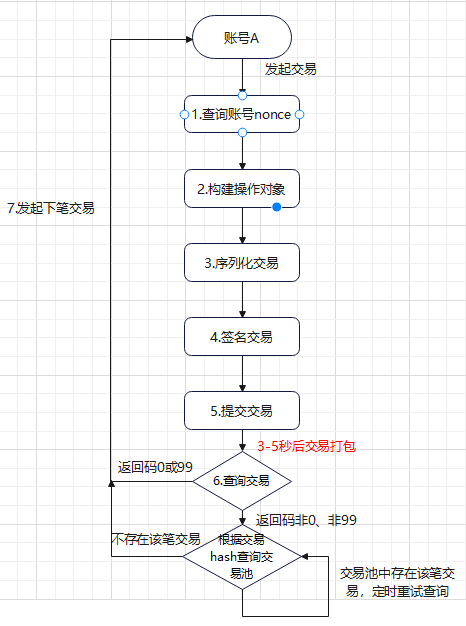 账号A
发起交易
1.查询账号nonce
2.构建操作对象
7.发起下笔交易
3.序列化交易
4.签名交易
5.提交交易
3-5秒后交易打包
返回码0或99
6.查询交易
返回码非0、非99
不存在该笔交易
根据交易
hash查询交
易池
交易池中存在该笔交
易，定时重试查询